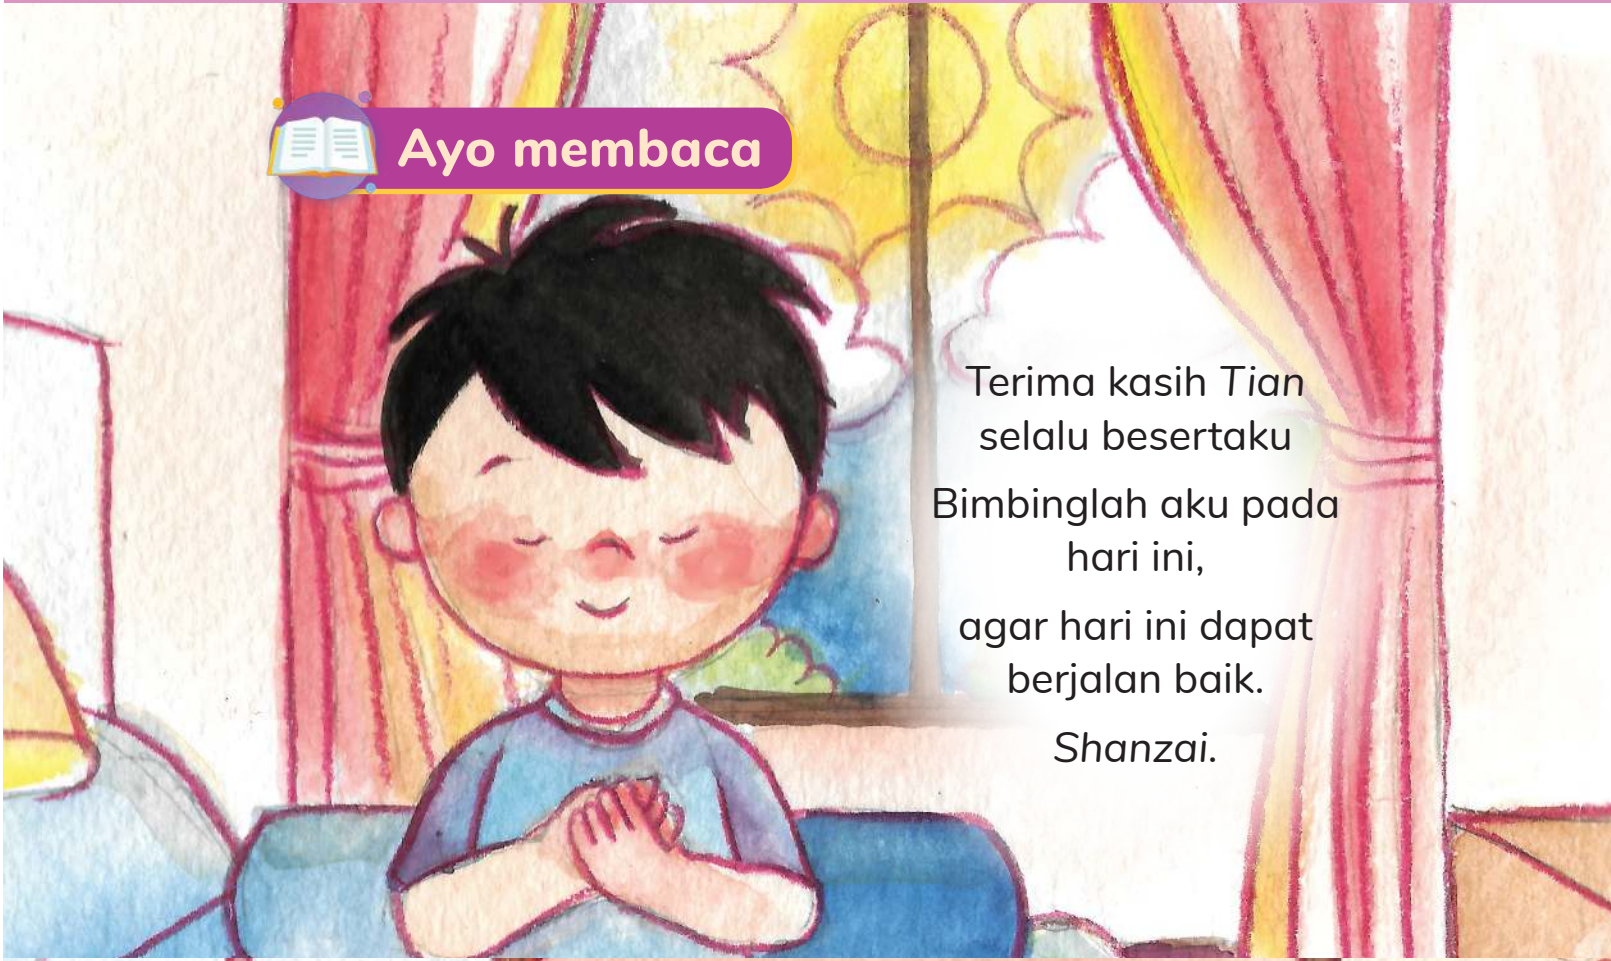 Ayo membaca
Terima kasih Tian
selalu besertaku
Bimbinglah aku pada
hari ini,
agar hari ini dapat
berjalan baik.
Shanzai.